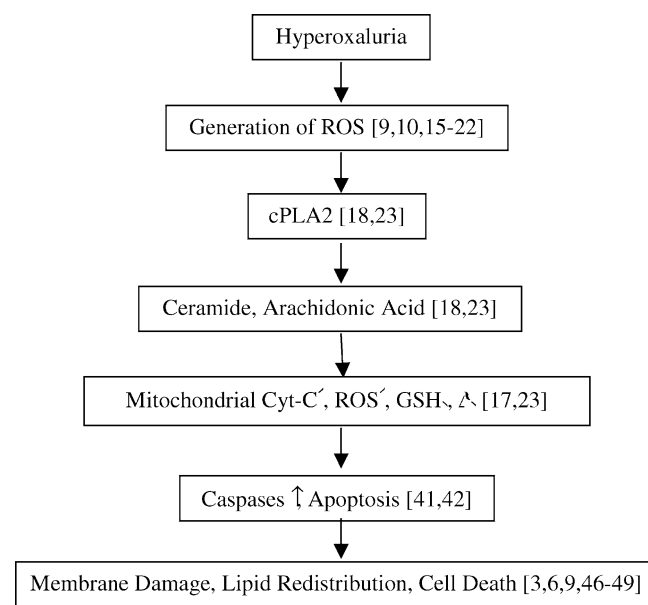 Hyperoxaluria
Generation of ROS [9,10,15-22]
cPLA2 [18,23]
Ceramide, Arachidonic Acid [18,23]
Mitochondrial Cyt-C´, ROS´, GSH, [17,23]
Caspases ↑, Apoptosis [41,42]
Membrane Damage, Lipid Redistribution, Cell Death [3,6,9,46-49]